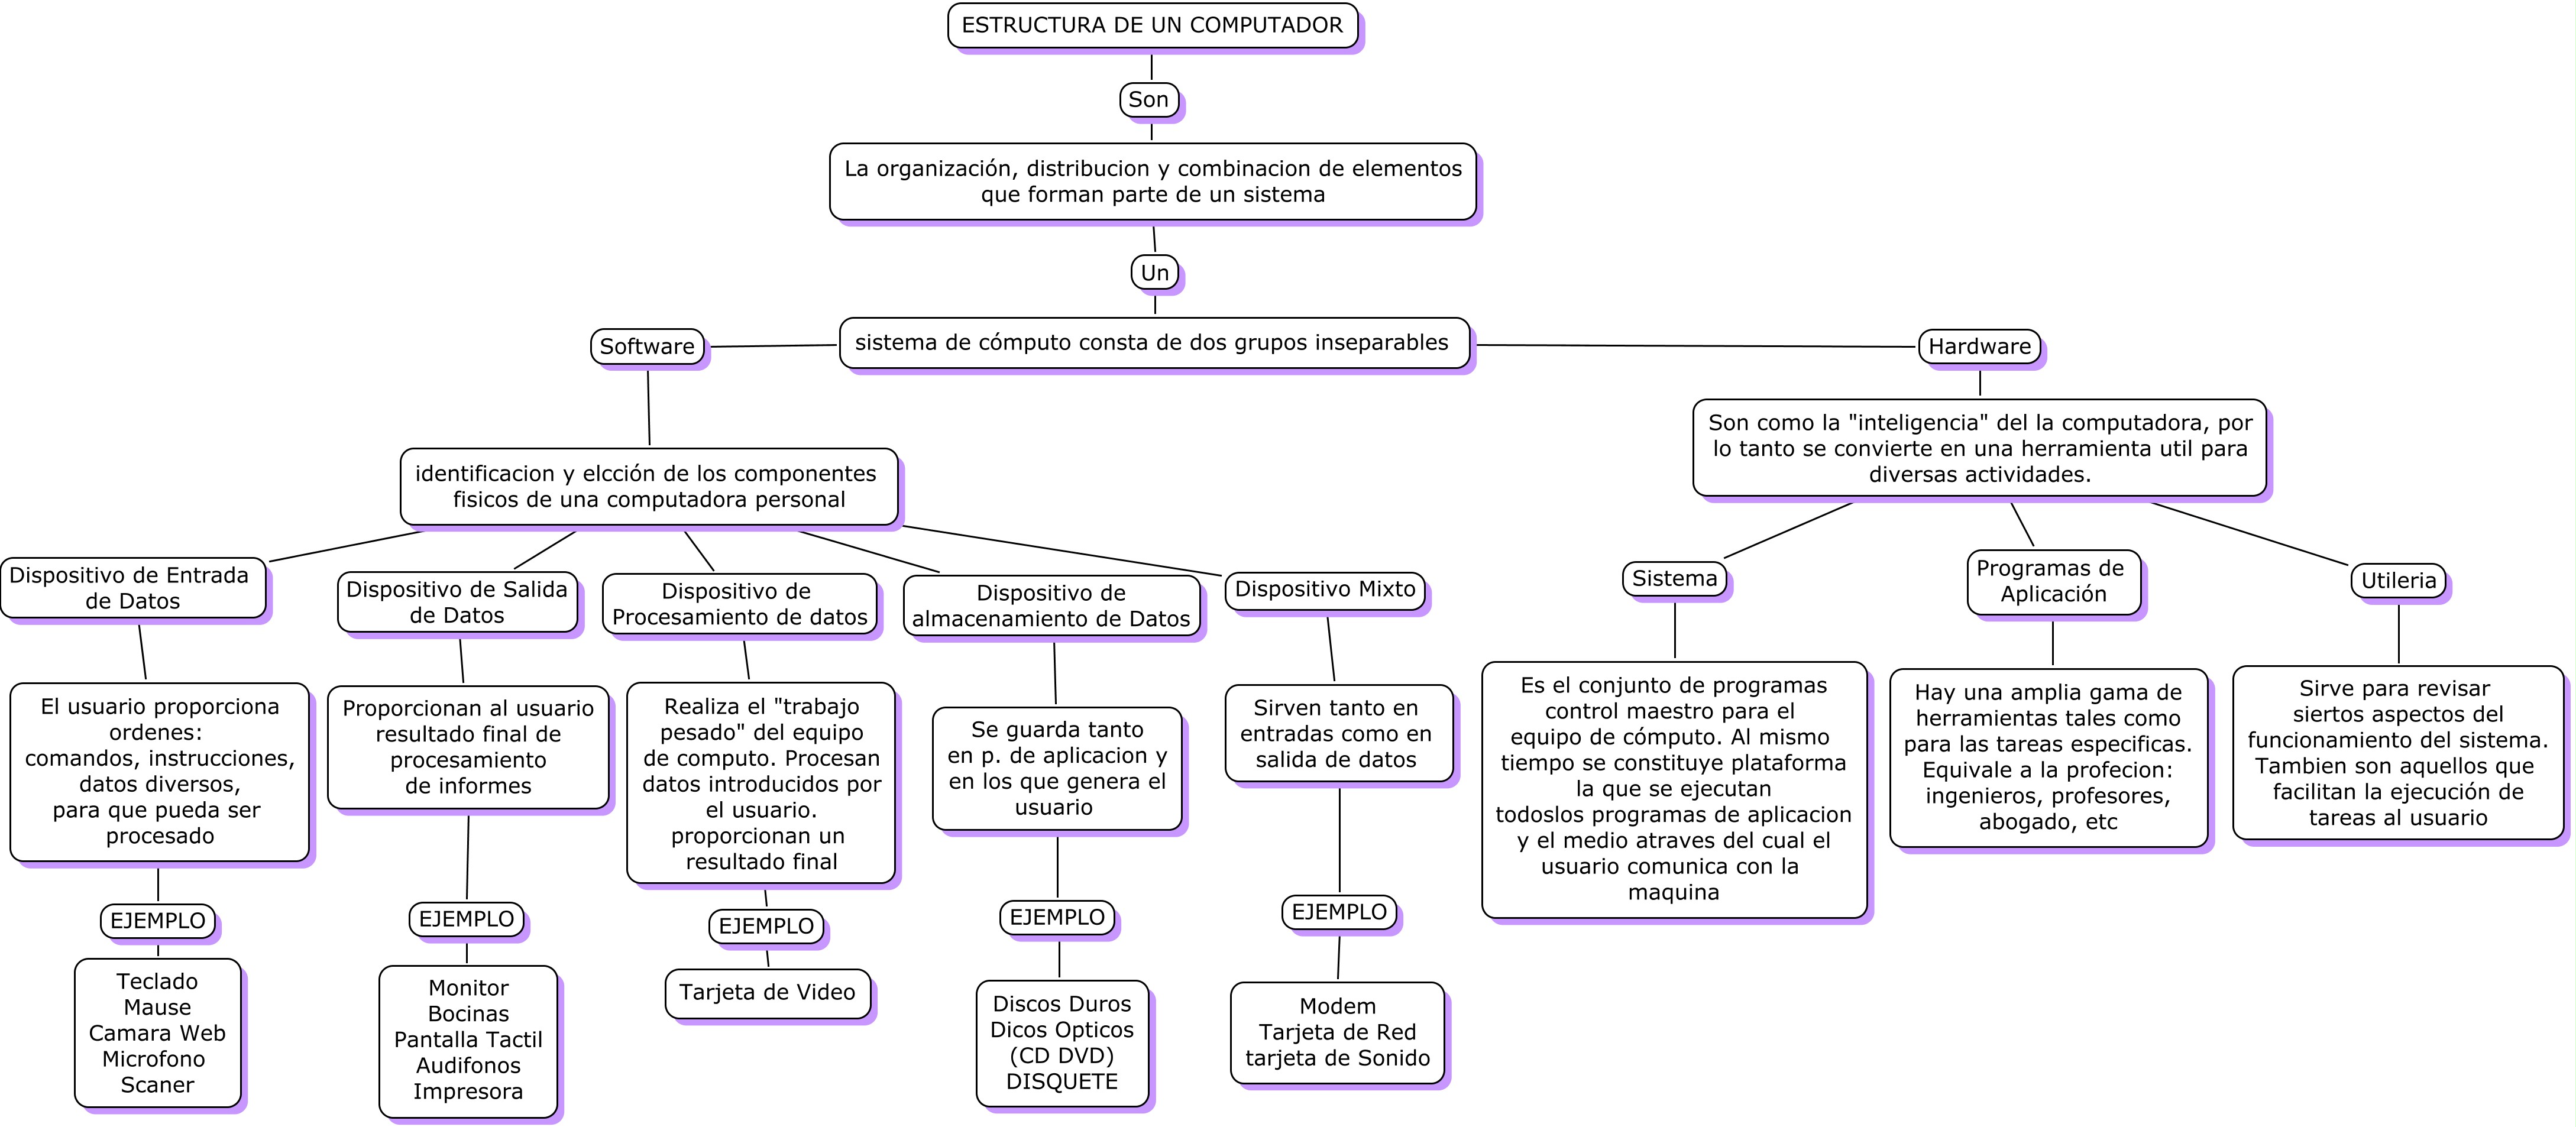 ESTRUCTURA DE UN COMPUTADOR
Son
La organización, distribucion y combinacion de elementos
que forman parte de un sistema
Un
sistema de cómputo consta de dos grupos inseparables
Software
Hardware
identificacion y elcción de los componentes
fisicos de una computadora personal
Son como la "inteligencia" del la computadora, por
lo tanto se convierte en una herramienta util para
diversas actividades.
Dispositivo de Entrada
de Datos
Dispositivo de Salida
de Datos
Dispositivo de
Procesamiento de datos
Dispositivo de
almacenamiento de Datos
Dispositivo Mixto
Sistema
Programas de
Aplicación
Utileria
El usuario proporciona
ordenes:
comandos, instrucciones,
datos diversos,
para que pueda ser
procesado
Proporcionan al usuario
resultado final de
procesamiento
de informes
Realiza el "trabajo
pesado" del equipo
de computo. Procesan
datos introducidos por
el usuario.
proporcionan un
resultado final
Se guarda tanto
en p. de aplicacion y
en los que genera el
usuario
Sirven tanto en
entradas como en
salida de datos
Es el conjunto de programas
control maestro para el
equipo de cómputo. Al mismo
tiempo se constituye plataforma
la que se ejecutan
todoslos programas de aplicacion
y el medio atraves del cual el
usuario comunica con la
maquina
Hay una amplia gama de
herramientas tales como
para las tareas especificas.
Equivale a la profecion:
ingenieros, profesores,
abogado, etc
Sirve para revisar
siertos aspectos del
funcionamiento del sistema.
Tambien son aquellos que
facilitan la ejecución de
tareas al usuario
EJEMPLO
EJEMPLO
EJEMPLO
EJEMPLO
EJEMPLO
Teclado
Mause
Camara Web
Microfono
Scaner
Monitor
Bocinas
Pantalla Tactil
Audifonos
Impresora
Tarjeta de Video
Discos Duros
Dicos Opticos
(CD DVD)
DISQUETE
Modem
Tarjeta de Red
tarjeta de Sonido